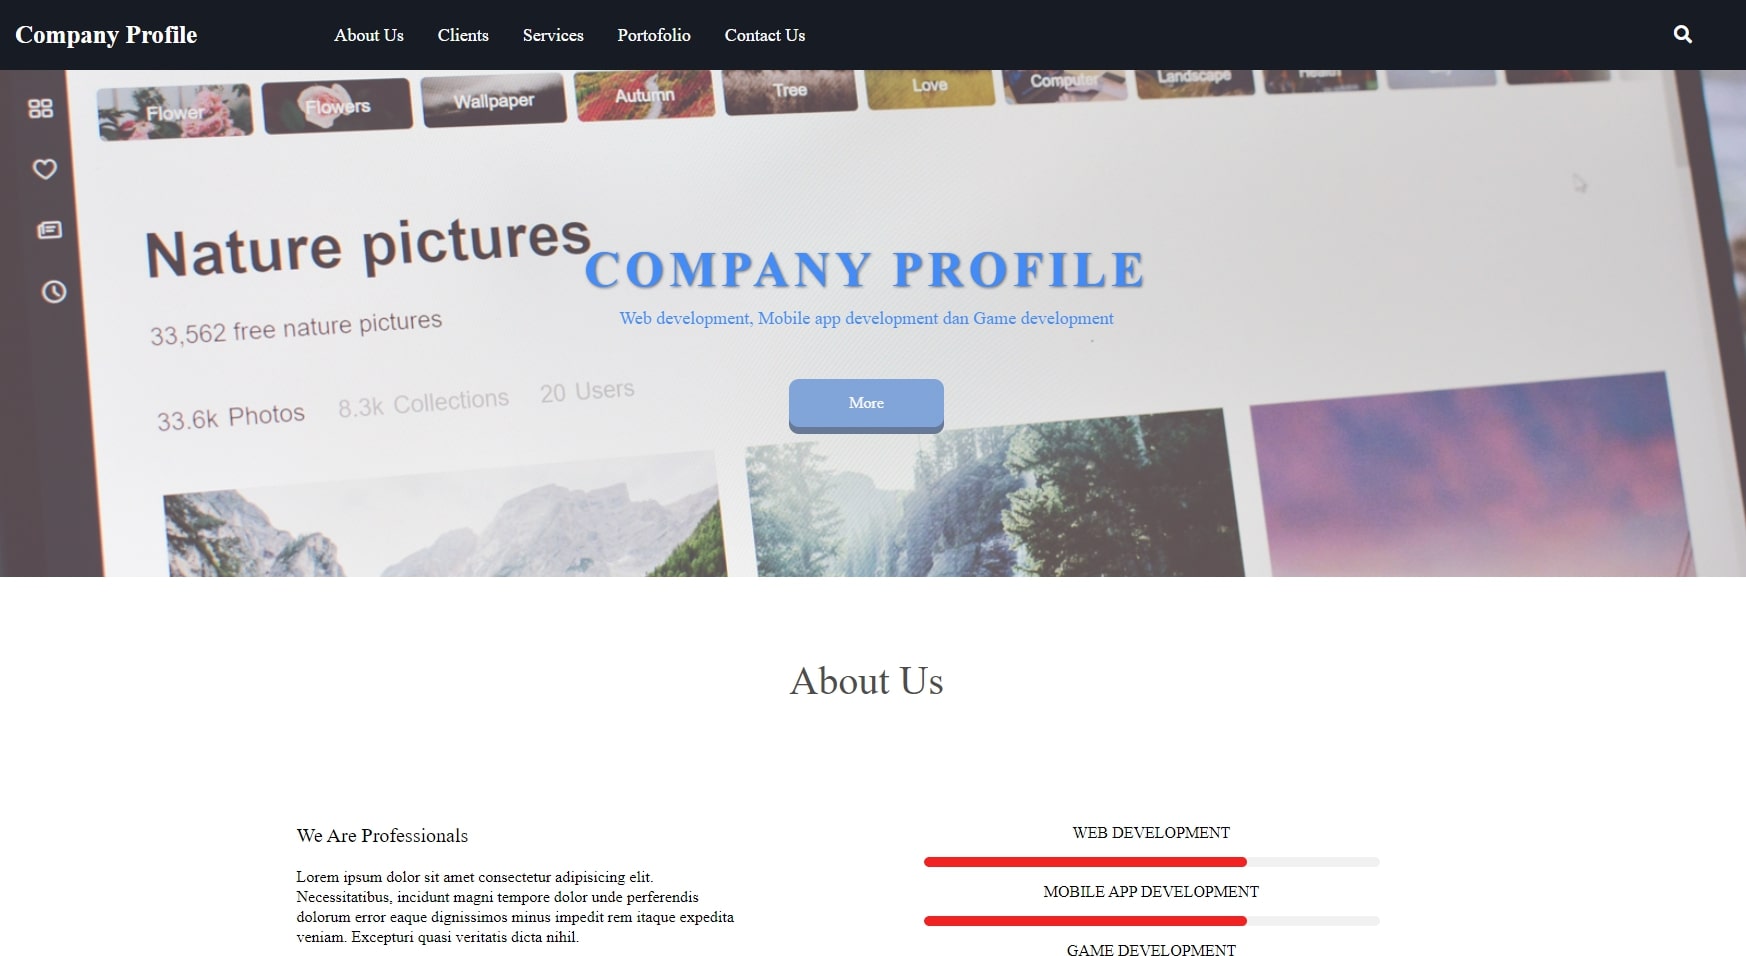 Company Profile
About Us
Clients
Services
Portofolio
Contact Us
Flower
Flowers
Wallpaper
Autumn
Tree
Love
Computer
Landscape
Health
Nature pictures
COMPANY PROFILE
33,562 free nature pictures
Web development, Mobile app development dan Game development
33.6k Photos
8.3k Collections
20 Users
More
About Us
We Are Professionals
Lorem ipsum dolor sit amet consectetur adipisicing elit.
Necessitatibus, incidunt magni tempore dolor unde perferendis
dolorum error eaque dignissimos minus impedit rem itaque expedita
veniam. Excepturi quasi veritatis dicta nihil.
WEB DEVELOPMENT
MOBILE APP DEVELOPMENT
GAME DEVELOPMENT